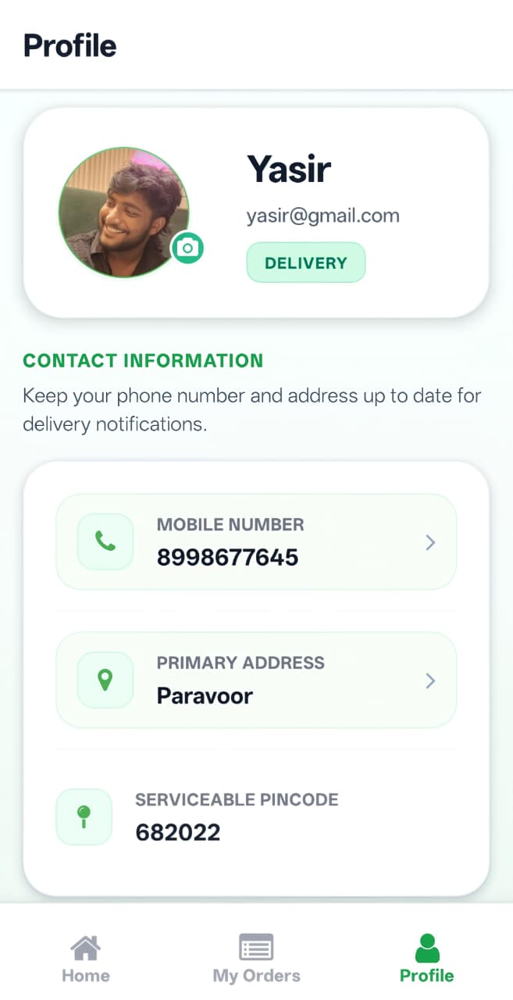 Profile
Yasir
yasir@gmail.com
DELIVERY
CONTACT INFORMATION
Keep your phone number and address up to date for
delivery notifications.
MOBILE NUMBER
8998677645
PRIMARY ADDRESS
Paravoor
SERVICEABLE PINCODE
682022
Home
My Orders
Profile